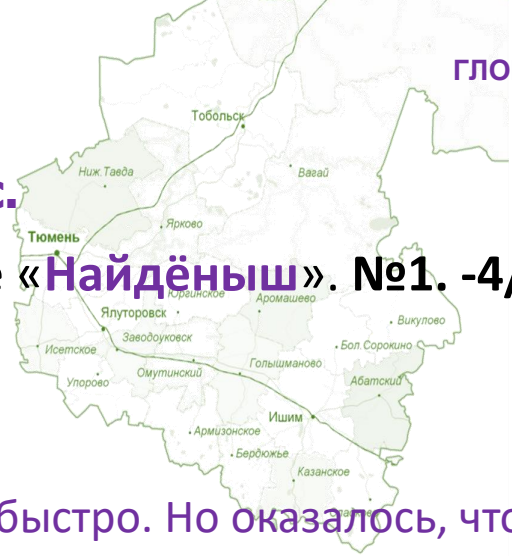 гло
Тобольск
Ниж.Тавда
Вагай
с.
Ярково
Тюмень
е «Найдёныш». №1. -4/
Юргинское
Аромашево
Ялуторовск
Викулово
Заводоуковск
Исетское
Бол.Сорокино
Голышманово
Омутинский
Упорово
Абатский
Ишим
Армизонское
Бердюжье
Казанское
быстро. Но оказалось, что